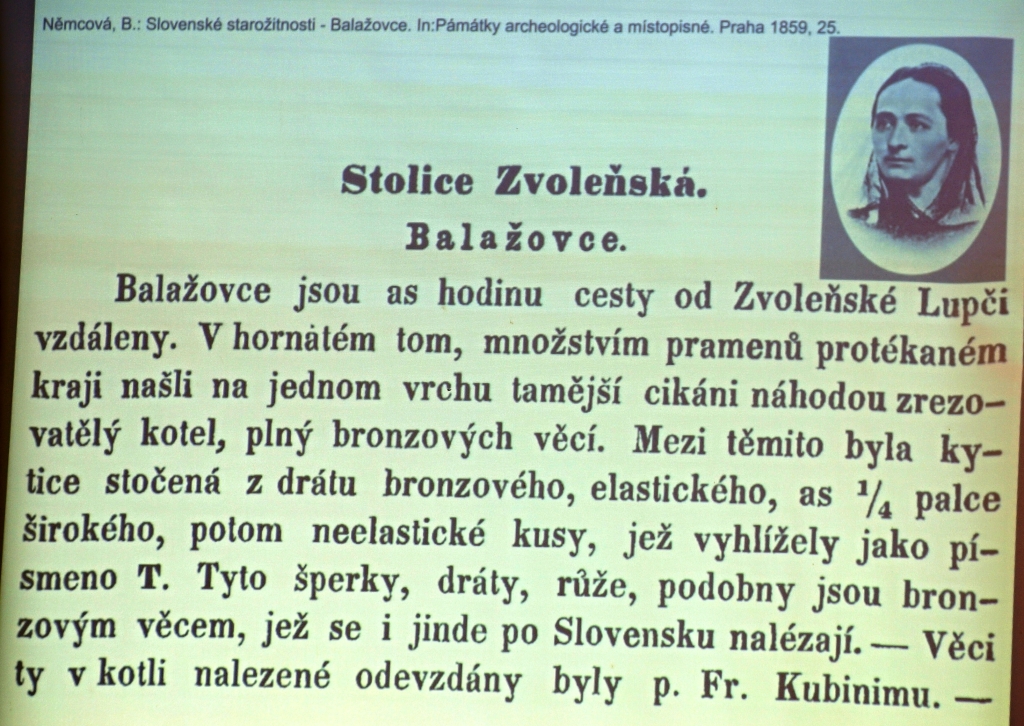 Němcová, B.: Slovenské starožitnosti - Balažovce. In:Památky archeologické a místopisné. Praha 1859, 25.
Stolice Zvoleňská.
Balažovce.
Balažovce jsou as hodinu cesty od Zvoleňské Lupči
vzdáleny. V hornatém tom, množstvím pramenů protékaném
kraji našli na jednom vrchu tamější cikáni náhodou zrezo–
vatělý kotel, plný bronzových věcí. Mezi těmito byla ky–
tice stočená z drátu bronzového, elastického, as ¼ palce
širokého, potom neelastické kusy, jež vyhlížely jako pí–
smeno T. Tyto šperky, dráty, růže, podobny jsou bron–
zovým věcem, jež se i jinde po Slovensku nalézají. — Věci
ty v kotli nalezené odevzdány byly p. Fr. Kubinimu. —